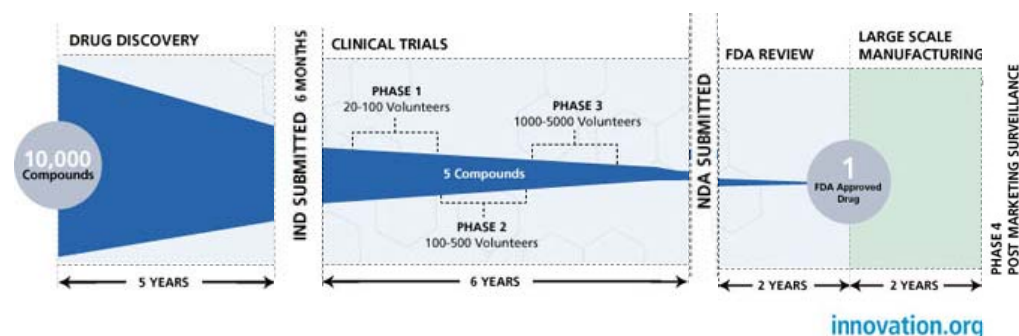 DRUG DISCOVERY
10,000
Compounds
5 YEARS
IND SUBMITTED 6 MONTHS
CLINICAL TRIALS
PHASE 1
20-100 Volunteers
PHASE 3
1000-5000 Volunteers
5 Compounds
PHASE 2
100-500 Volunteers
6 YEARS
NDA SUBMITTED
FDA REVIEW
1
FDA Approved
Drug
2 YEARS
LARGE SCALE
MANUFACTURING
2 YEARS
PHASE 4
POST MARKETING SURVEILLANCE
innovation.org